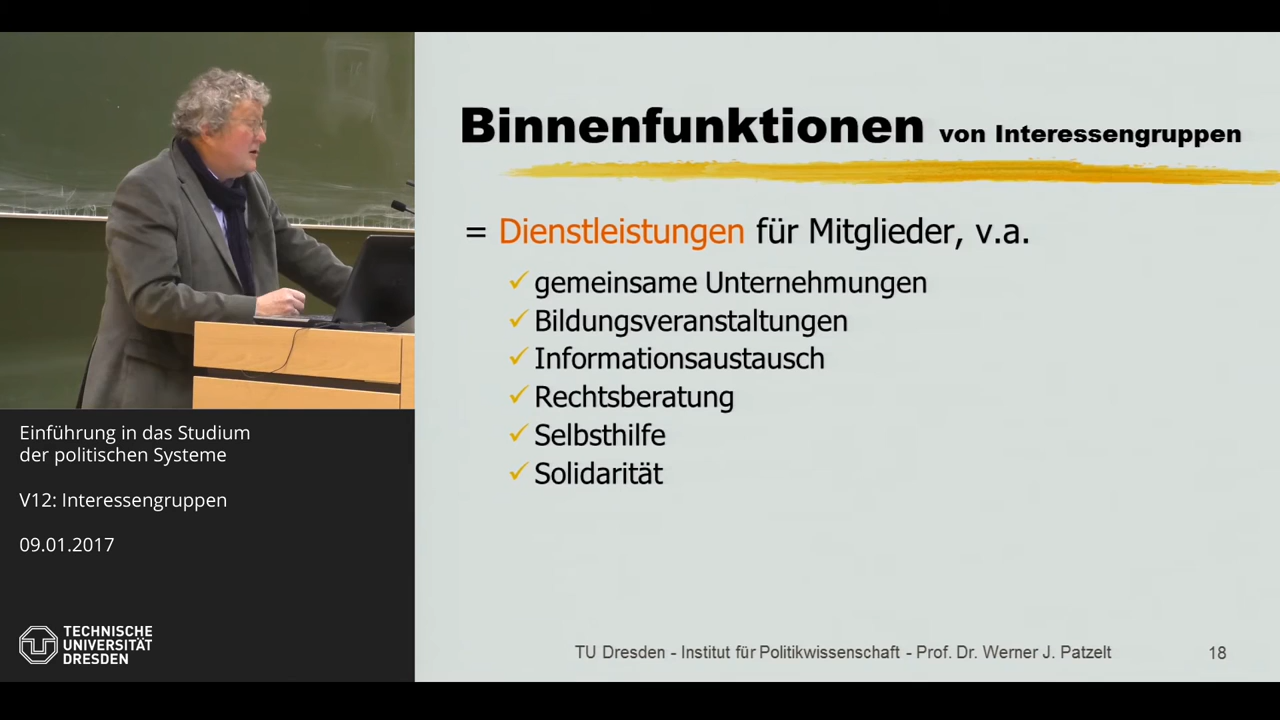 Binnenfunktionen von Interessengruppen
= Dienstleistungen für Mitglieder, v.a.
✓ gemeinsame Unternehmungen
✓ Bildungsveranstaltungen
✓ Informationsaustausch
✓ Rechtsberatung
✓ Selbsthilfe
✓ Solidarität
Einführung in das Studium
der politischen Systeme
V12: Interessengruppen
09.01.2017
TECHNISCHE
UNIVERSITÄT
DRESDEN
TU Dresden - Institut für Politikwissenschaft - Prof. Dr. Werner J. Patzelt
18